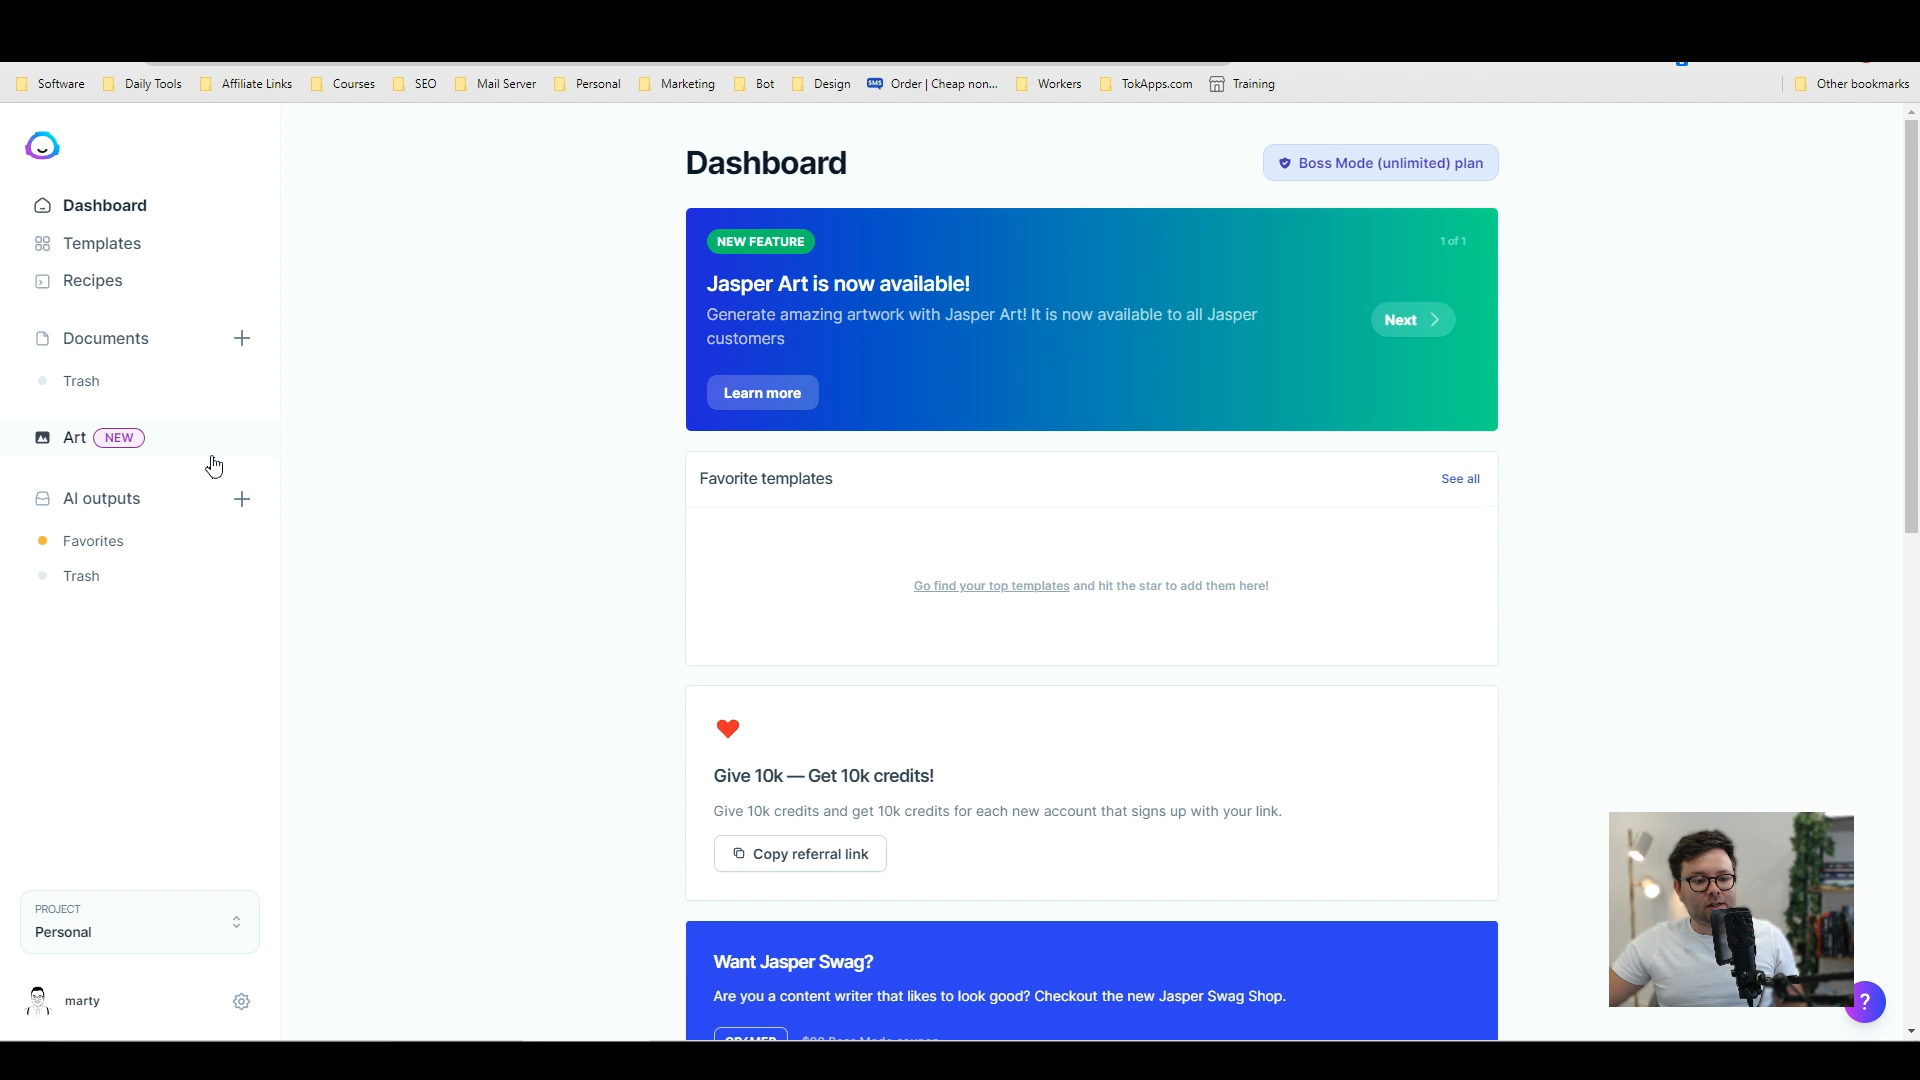 Software Daily Tools Affiliate Links Courses SEO Mail Server Personal Marketing Bot Design Order | Cheap non... Workers TokApps.com Training Other bookmarks
Dashboard
Templates
Recipes
Documents
Trash
Art NEW
AI outputs
Favorites
Trash
PROJECT
Personal
marty
Dashboard
Boss Mode (unlimited) plan
NEW FEATURE
1 of 1
Jasper Art is now available!
Generate amazing artwork with Jasper Art! It is now available to all Jasper
customers
Next
Learn more
Favorite templates
See all
Go find your top templates and hit the star to add them here!
Give 10k — Get 10k credits!
Give 10k credits and get 10k credits for each new account that signs up with your link.
Copy referral link
Want Jasper Swag?
Are you a content writer that likes to look good? Checkout the new Jasper Swag Shop.
?